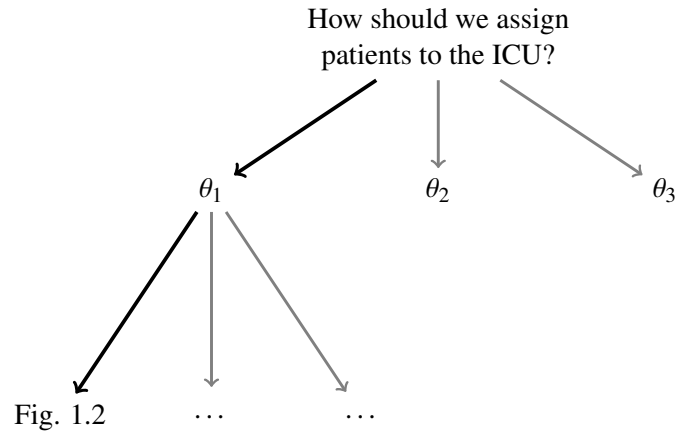 How should we assign
patients to the ICU?
θ₁ θ₂ θ₃
Fig. 1.2 ... ...